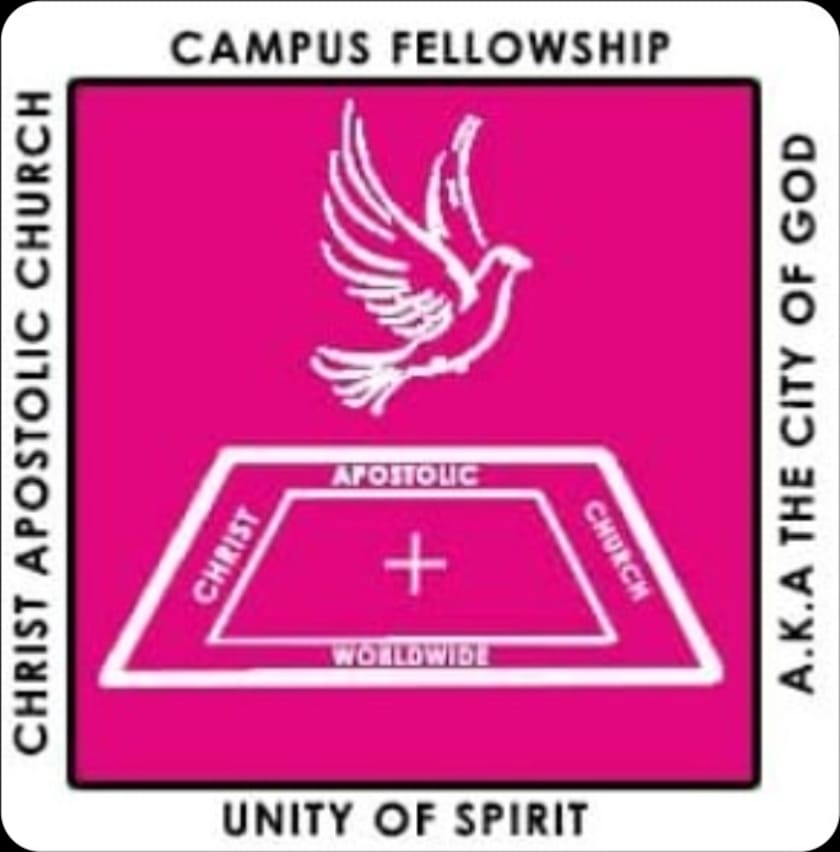 CAMPUS FELLOWSHIP
CHRIST APOSTOLIC CHURCH
A.K.A THE CITY OF GOD
APOSTOLIC
CHRIST
CHURCH
WORLDWIDE
UNITY OF SPIRIT